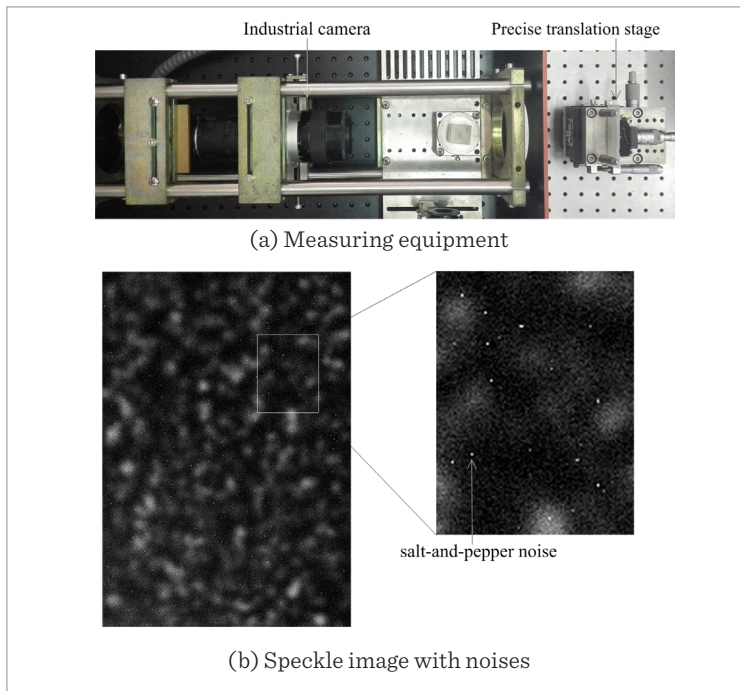 Industrial camera
Precise translation stage
(a) Measuring equipment
salt-and-pepper noise
(b) Speckle image with noises